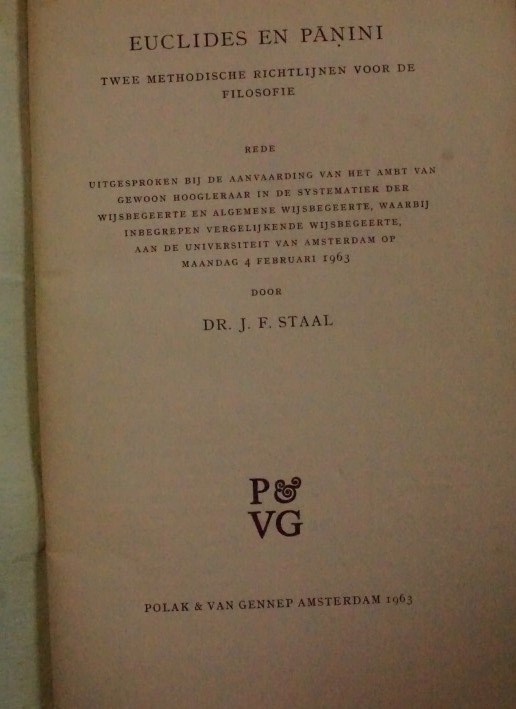 EUCLIDES EN PĀṆINI
TWEE METHODISCHE RICHTLIJNEN VOOR DE
FILOSOFIE
REDE
UITGESPROKEN BIJ DE AANVAARDING VAN HET AMBT VAN
GEWOON HOOGLERAAR IN DE SYSTEMATIEK DER
WIJSBEGEERTE EN ALGEMENE WIJSBEGEERTE, WAARBIJ
INBEGREPEN VERGELIJKENDE WIJSBEGEERTE,
AAN DE UNIVERSITEIT VAN AMSTERDAM OP
MAANDAG 4 FEBRUARI 1963
DOOR
DR. J. F. STAAL
P&
VG
POLAK & VAN GENNEP AMSTERDAM 1963